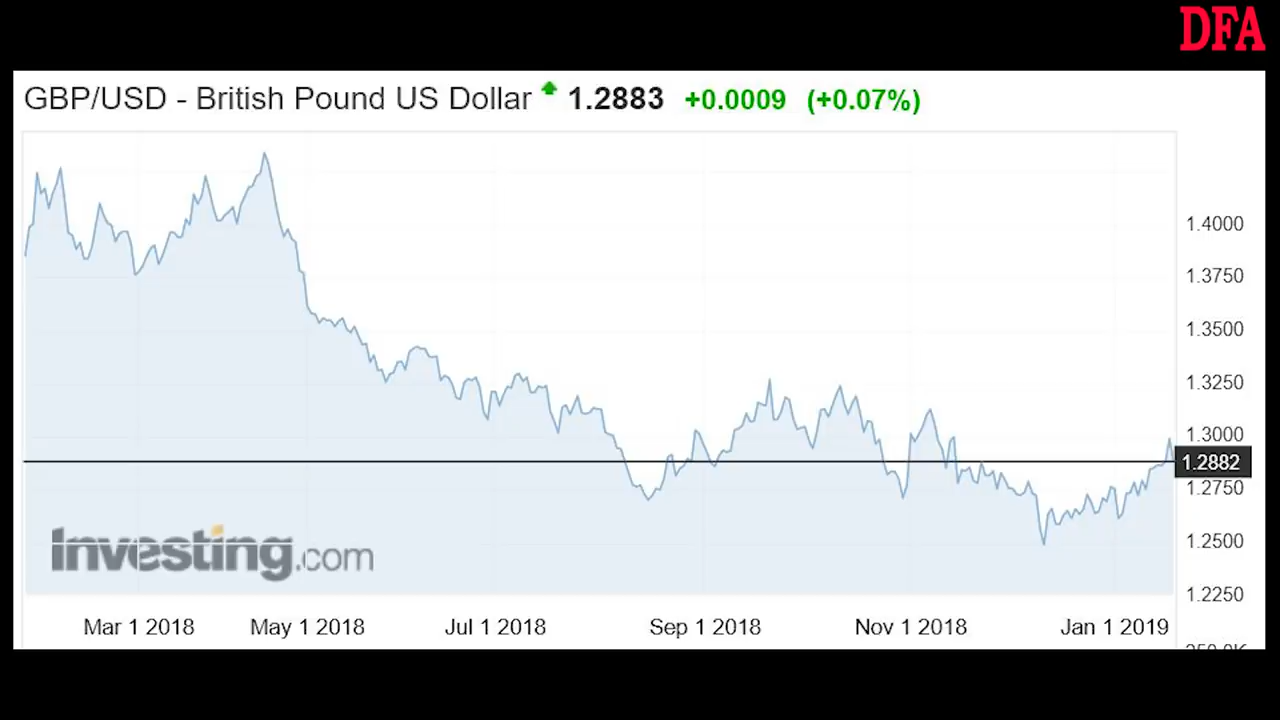 DFA
GBP/USD - British Pound US Dollar 1.2883 +0.0009 (+0.07%)
1.4000
1.3750
1.3500
1.3250
1.3000
1.2882
1.2750
1.2500
1.2250
Investing.com
Mar 1 2018 May 1 2018 Jul 1 2018 Sep 1 2018 Nov 1 2018 Jan 1 2019